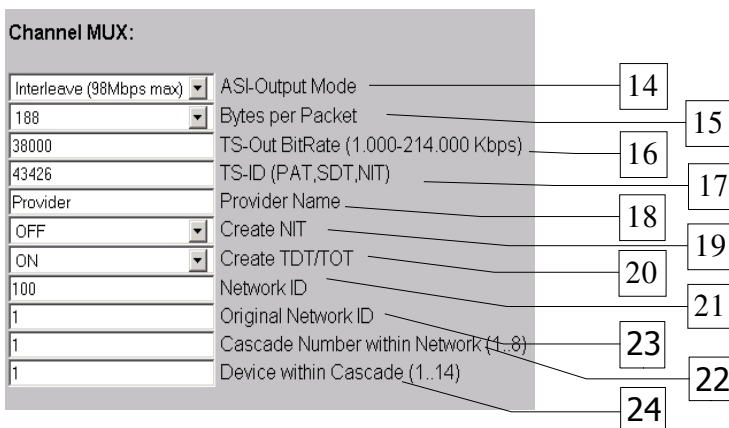 Channel MUX:
Interleave (98Mbps max) ASI-Output Mode 14
188 Bytes per Packet 15
38000 TS-Out BitRate (1.000-214.000 Kbps) 16
43426 TS-ID (PAT,SDT,NIT) 17
Provider Provider Name 18
OFF Create NIT 19
ON Create TDT/TOT 20
100 Network ID 21
1 Original Network ID 22
1 Cascade Number within Network (1..8) 23
1 Device within Cascade (1..14) 24